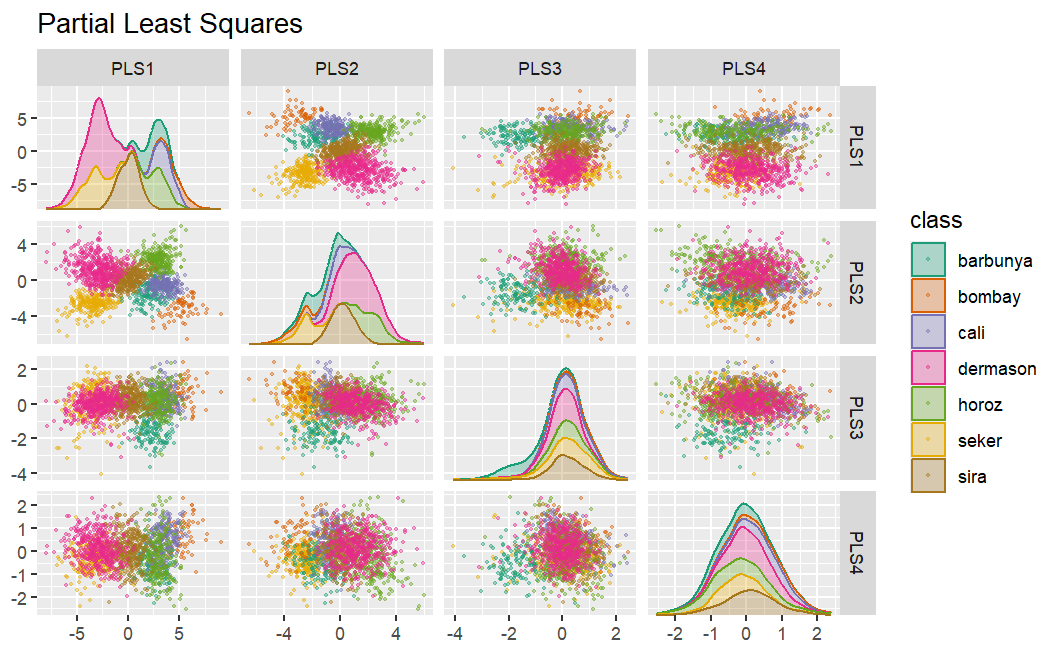 Partial Least Squares
PLS1 PLS2 PLS3 PLS4
5
0
-5
PLS1
4
0
-4
PLS2
2
0
-2
-4
PLS3
2
1
0
-1
-2
PLS4
-5 0 5 -4 0 4 -4 -2 0 2 -2 -1 0 1 2
class
barbunya
bombay
cali
dermason
horoz
seker
sira